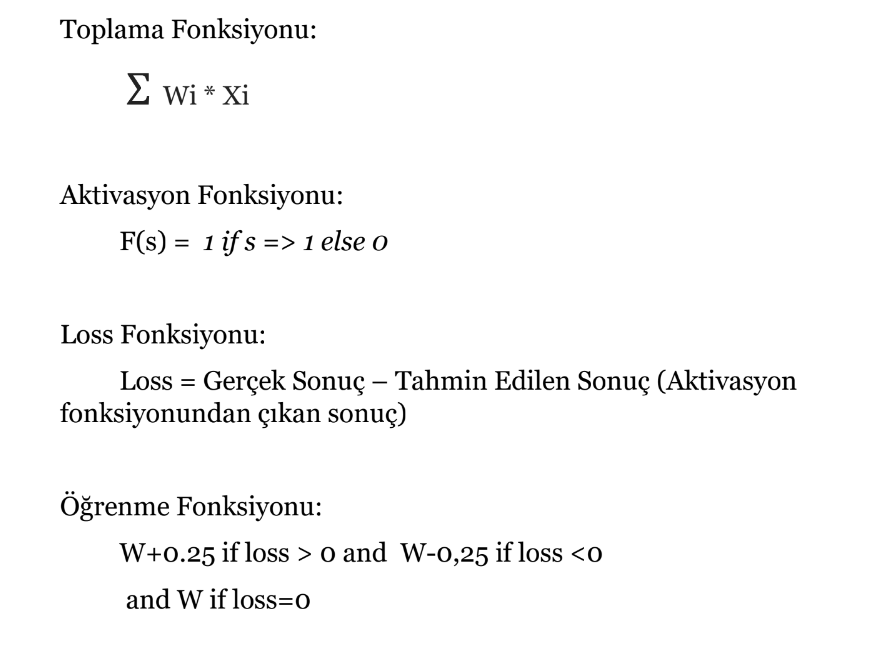 Toplama Fonksiyonu:
Σ Wi * Xi
Aktivasyon Fonksiyonu:
F(s) = 1 if s => 1 else 0
Loss Fonksiyonu:
Loss = Gerçek Sonuç – Tahmin Edilen Sonuç (Aktivasyon
fonksiyonundan çıkan sonuç)
Öğrenme Fonksiyonu:
W+0.25 if loss > 0 and W-0,25 if loss <0
and W if loss=0